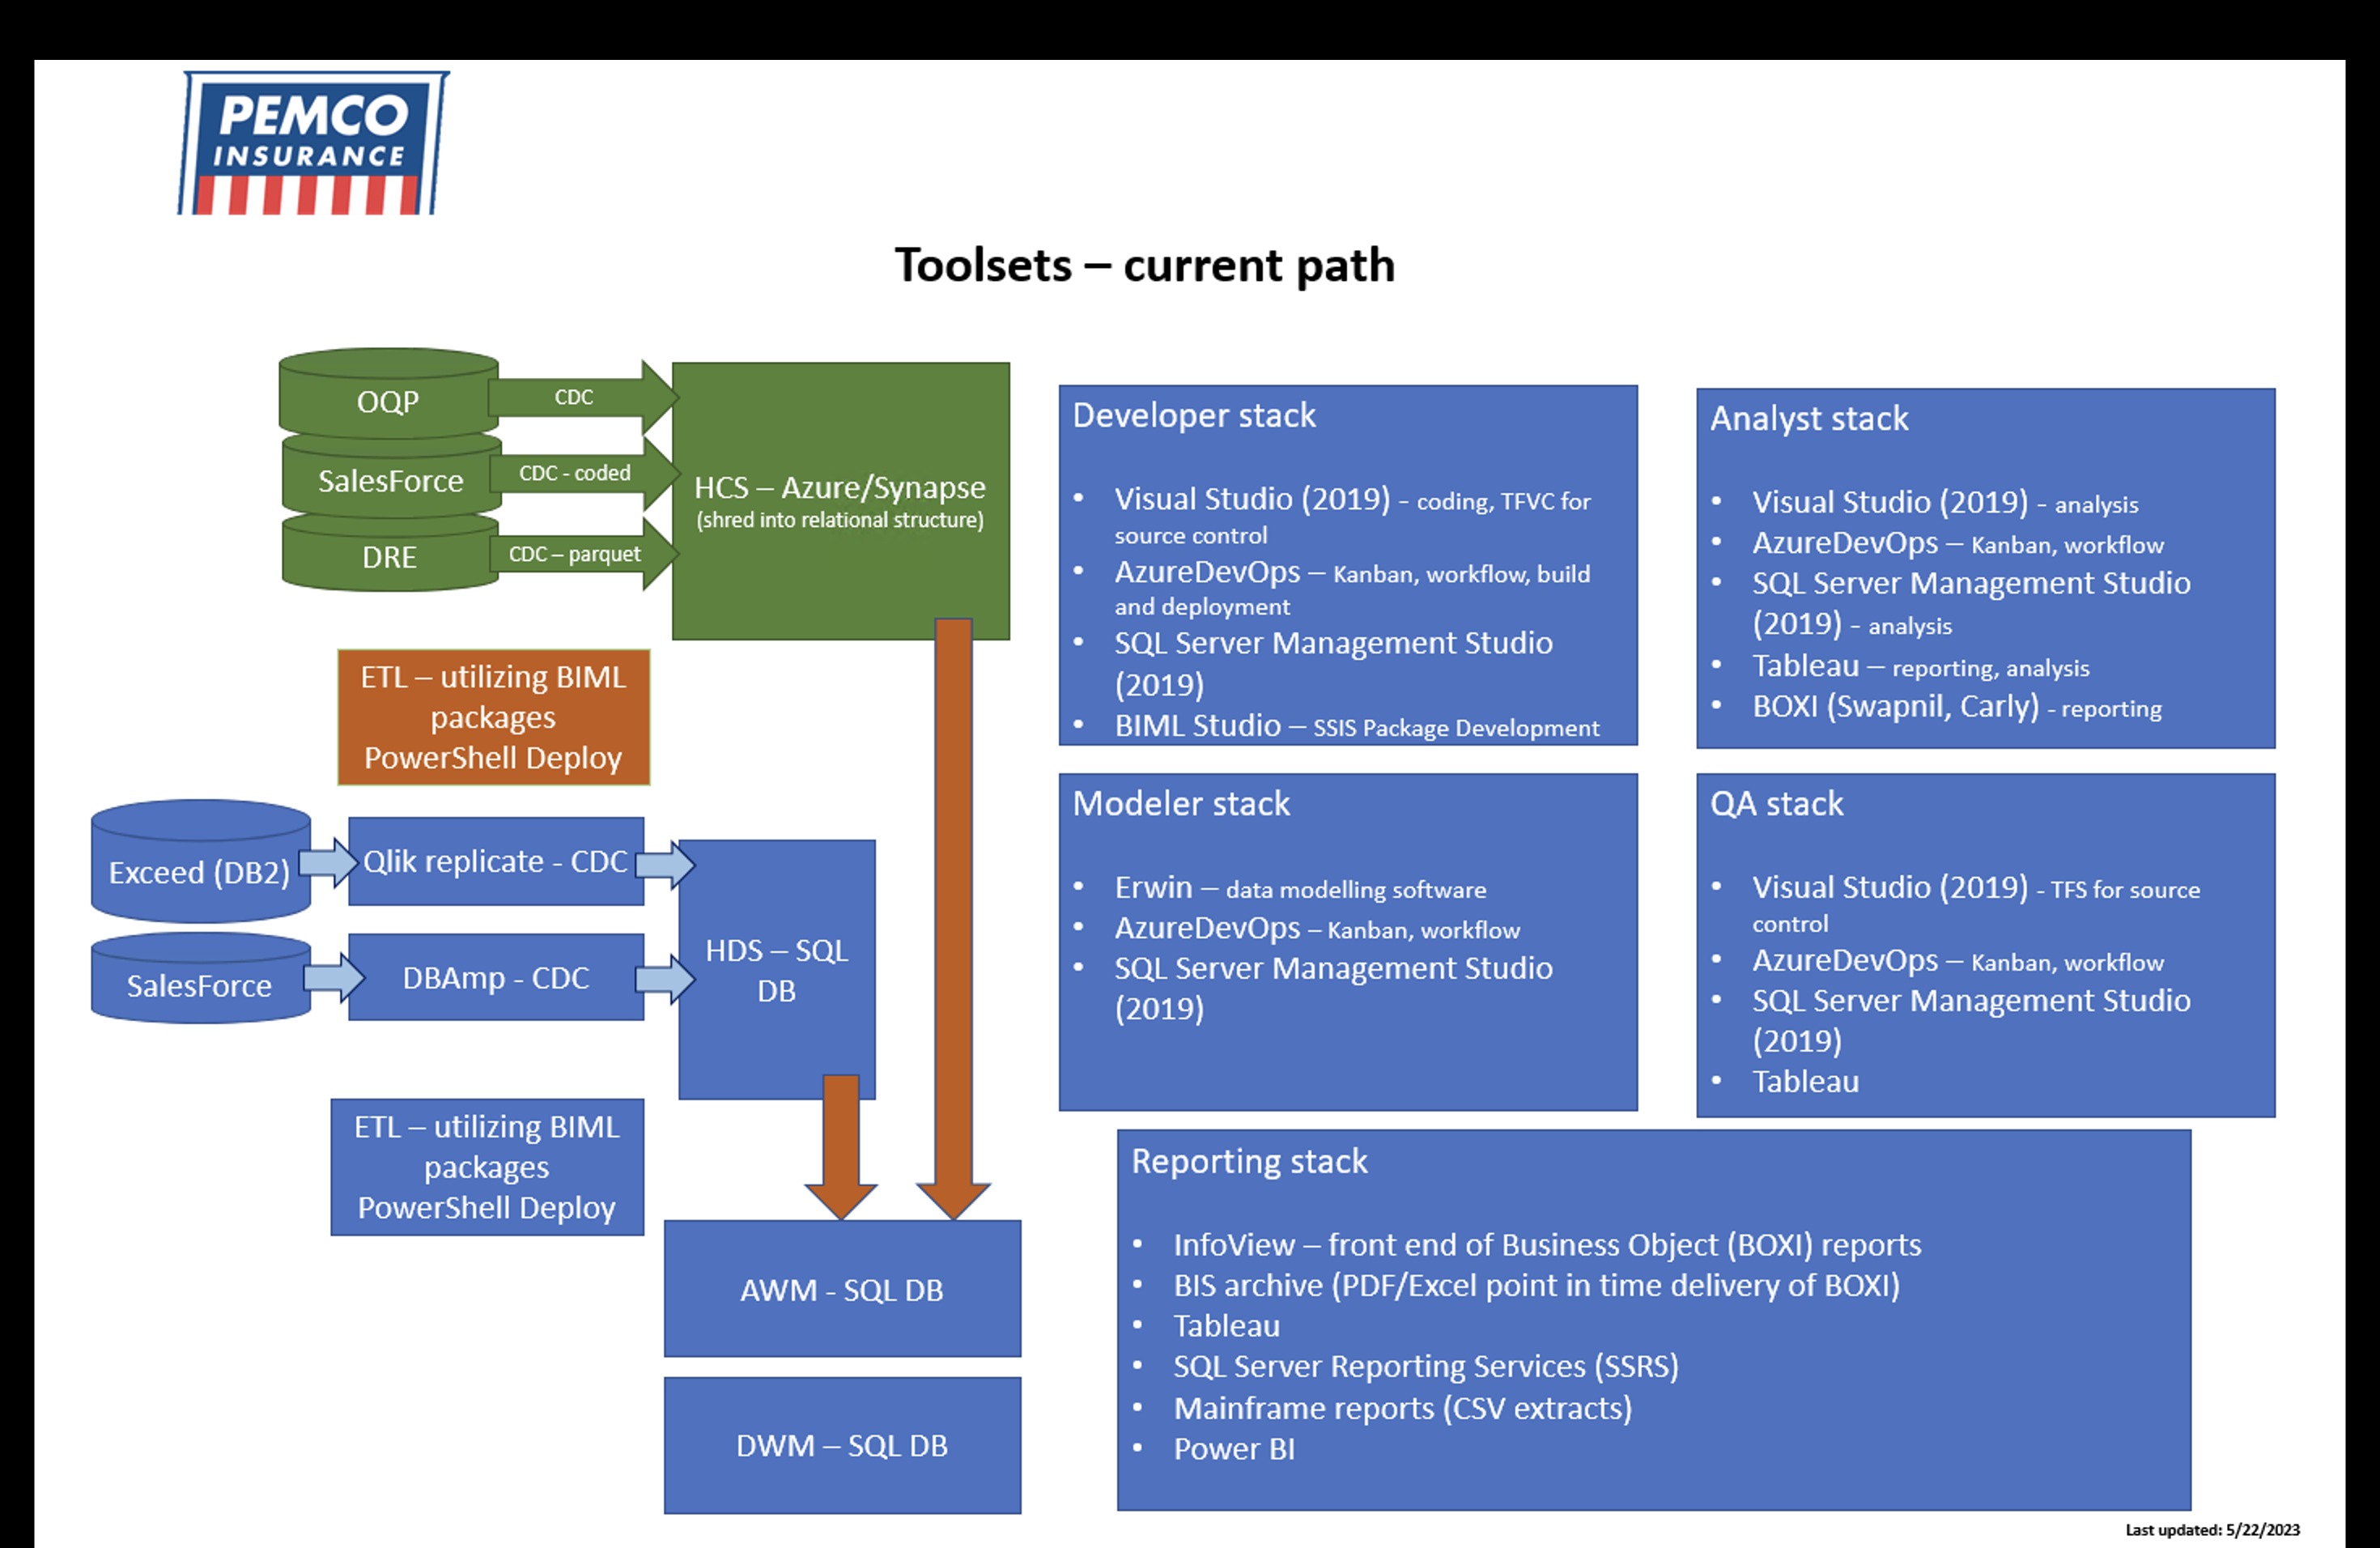 PEMCO
INSURANCE
Toolsets – current path
OQP
CDC
SalesForce
CDC - coded
DRE
CDC – parquet
HCS – Azure/Synapse
(shred into relational structure)
ETL – utilizing BIML
packages
PowerShell Deploy
Exceed (DB2)
Qlik replicate - CDC
SalesForce
DBAmp - CDC
HDS – SQL
DB
ETL – utilizing BIML
packages
PowerShell Deploy
AWM - SQL DB
DWM – SQL DB
Developer stack
• Visual Studio (2019) - coding, TFVC for
source control
• AzureDevOps – Kanban, workflow, build
and deployment
• SQL Server Management Studio
(2019)
• BIML Studio – SSIS Package Development
Analyst stack
• Visual Studio (2019) - analysis
• AzureDevOps – Kanban, workflow
• SQL Server Management Studio
(2019) - analysis
• Tableau – reporting, analysis
• BOXI (Swapnil, Carly) - reporting
Modeler stack
• Erwin – data modelling software
• AzureDevOps – Kanban, workflow
• SQL Server Management Studio
(2019)
QA stack
• Visual Studio (2019) - TFS for source
control
• AzureDevOps – Kanban, workflow
• SQL Server Management Studio
(2019)
• Tableau
Reporting stack
• InfoView – front end of Business Object (BOXI) reports
• BIS archive (PDF/Excel point in time delivery of BOXI)
• Tableau
• SQL Server Reporting Services (SSRS)
• Mainframe reports (CSV extracts)
• Power BI
Last updated: 5/22/2023